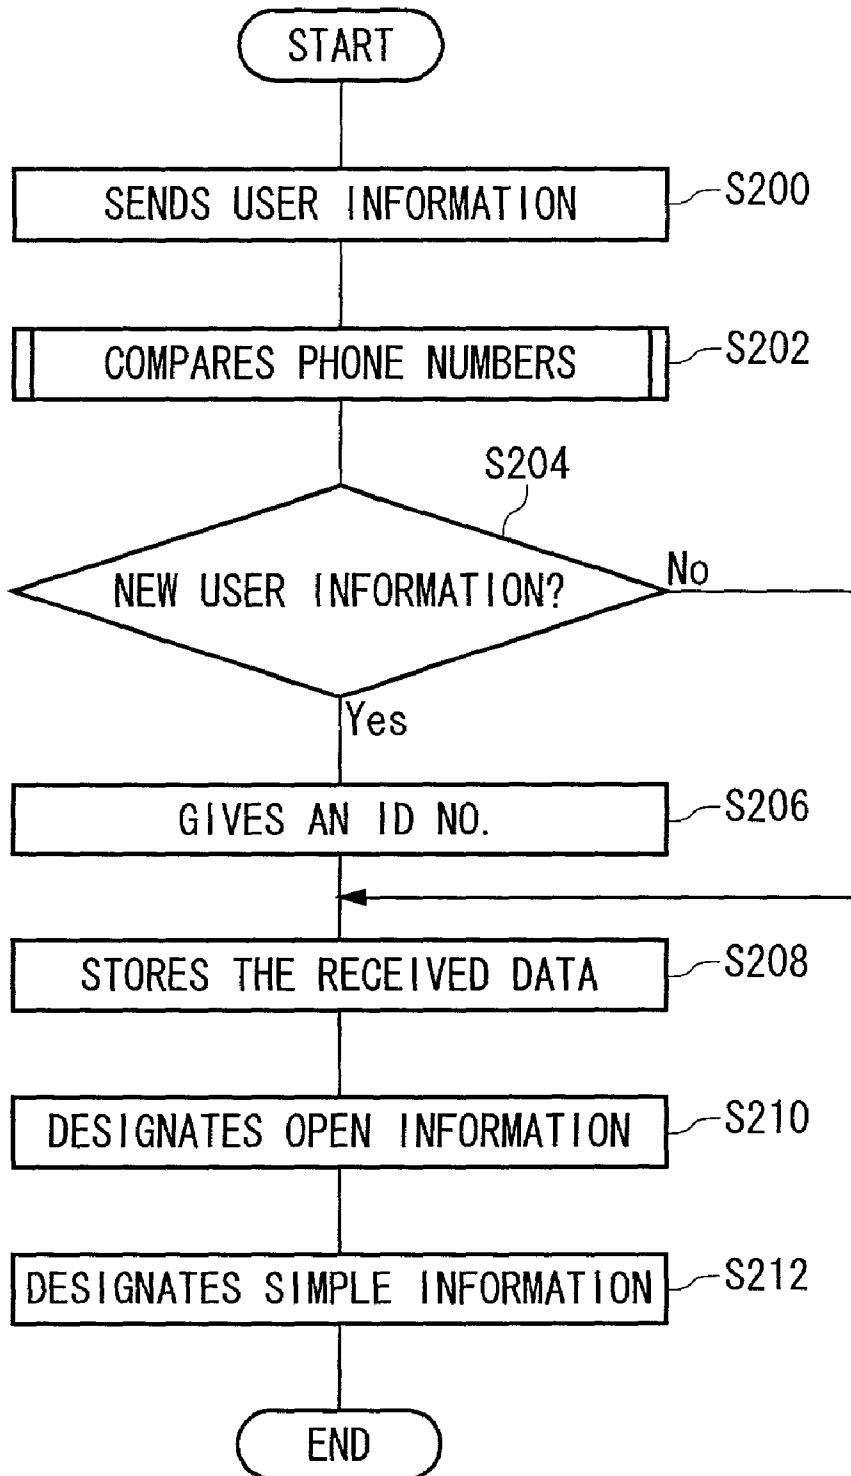 START
SENDS USER INFORMATION
S200
COMPARES PHONE NUMBERS
S202
S204
NEW USER INFORMATION?
No
Yes
GIVES AN ID NO.
S206
STORES THE RECEIVED DATA
S208
DESIGNATES OPEN INFORMATION
S210
DESIGNATES SIMPLE INFORMATION
S212
END